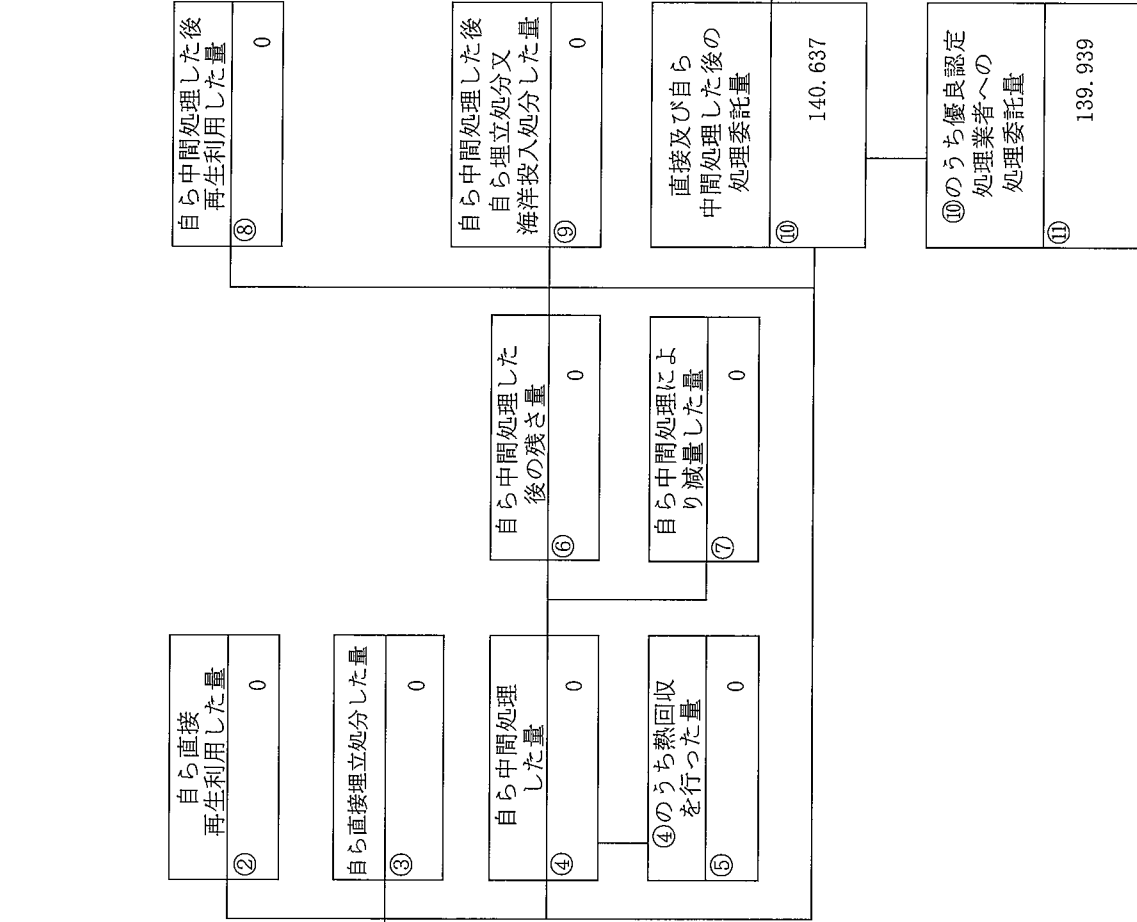 自ら直接
再生利用した量
② 0
自ら直接埋立処分した量
③ 0
自ら中間処理
した量
④ 0
④のうち熱回収
を行った量
⑤ 0
自ら中間処理した
後の残さ量
⑥ 0
自ら中間処理によ
り減量した量
⑦ 0
自ら中間処理した後
再生利用した量
⑧ 0
自ら中間処理した後
自ら埋立処分又
海洋投入処分した量
⑨ 0
直接及び自ら
中間処理した後の
処理委託量
⑩ 140.637
⑩のうち優良認定
処理業者への
処理委託量
⑪ 139.939